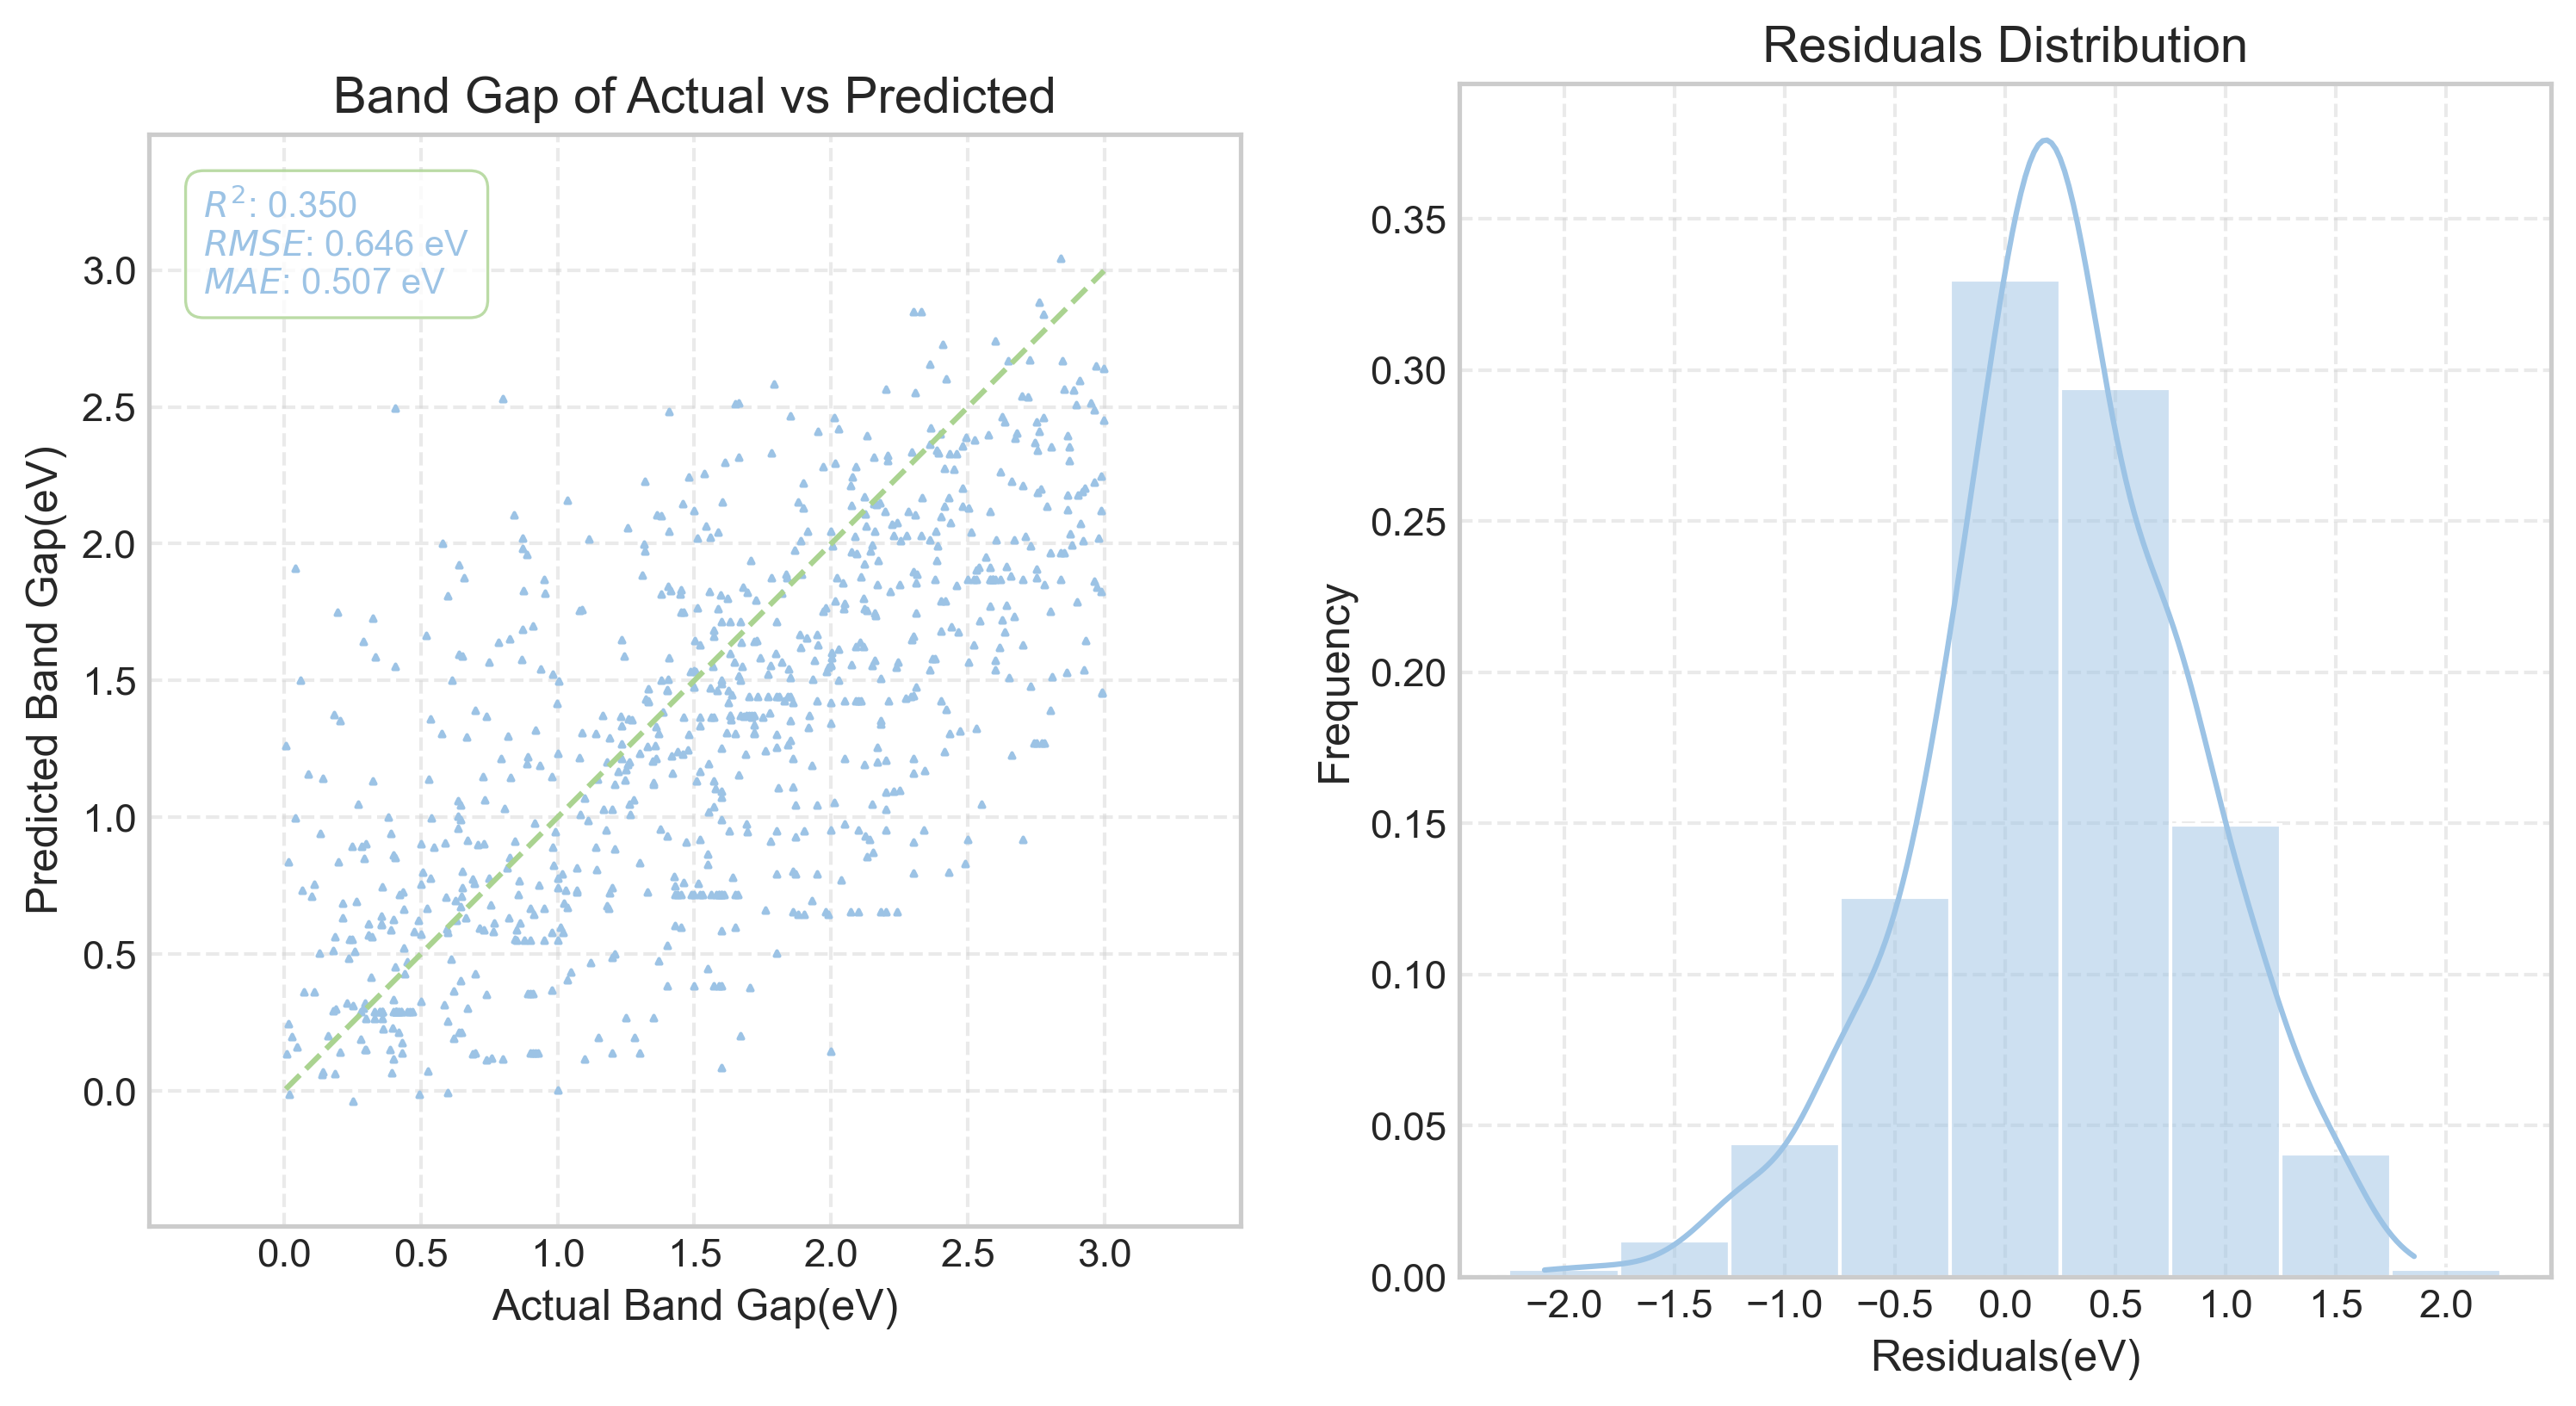 Band Gap of Actual vs Predicted
R²: 0.350
RMSE: 0.646 eV
MAE: 0.507 eV
3.0
2.5
2.0
1.5
1.0
0.5
0.0
Predicted Band Gap(eV)
0.0 0.5 1.0 1.5 2.0 2.5 3.0
Actual Band Gap(eV)
Residuals Distribution
0.35
0.30
0.25
0.20
0.15
0.10
0.05
0.00
Frequency
−2.0 −1.5 −1.0 −0.5 0.0 0.5 1.0 1.5 2.0
Residuals(eV)